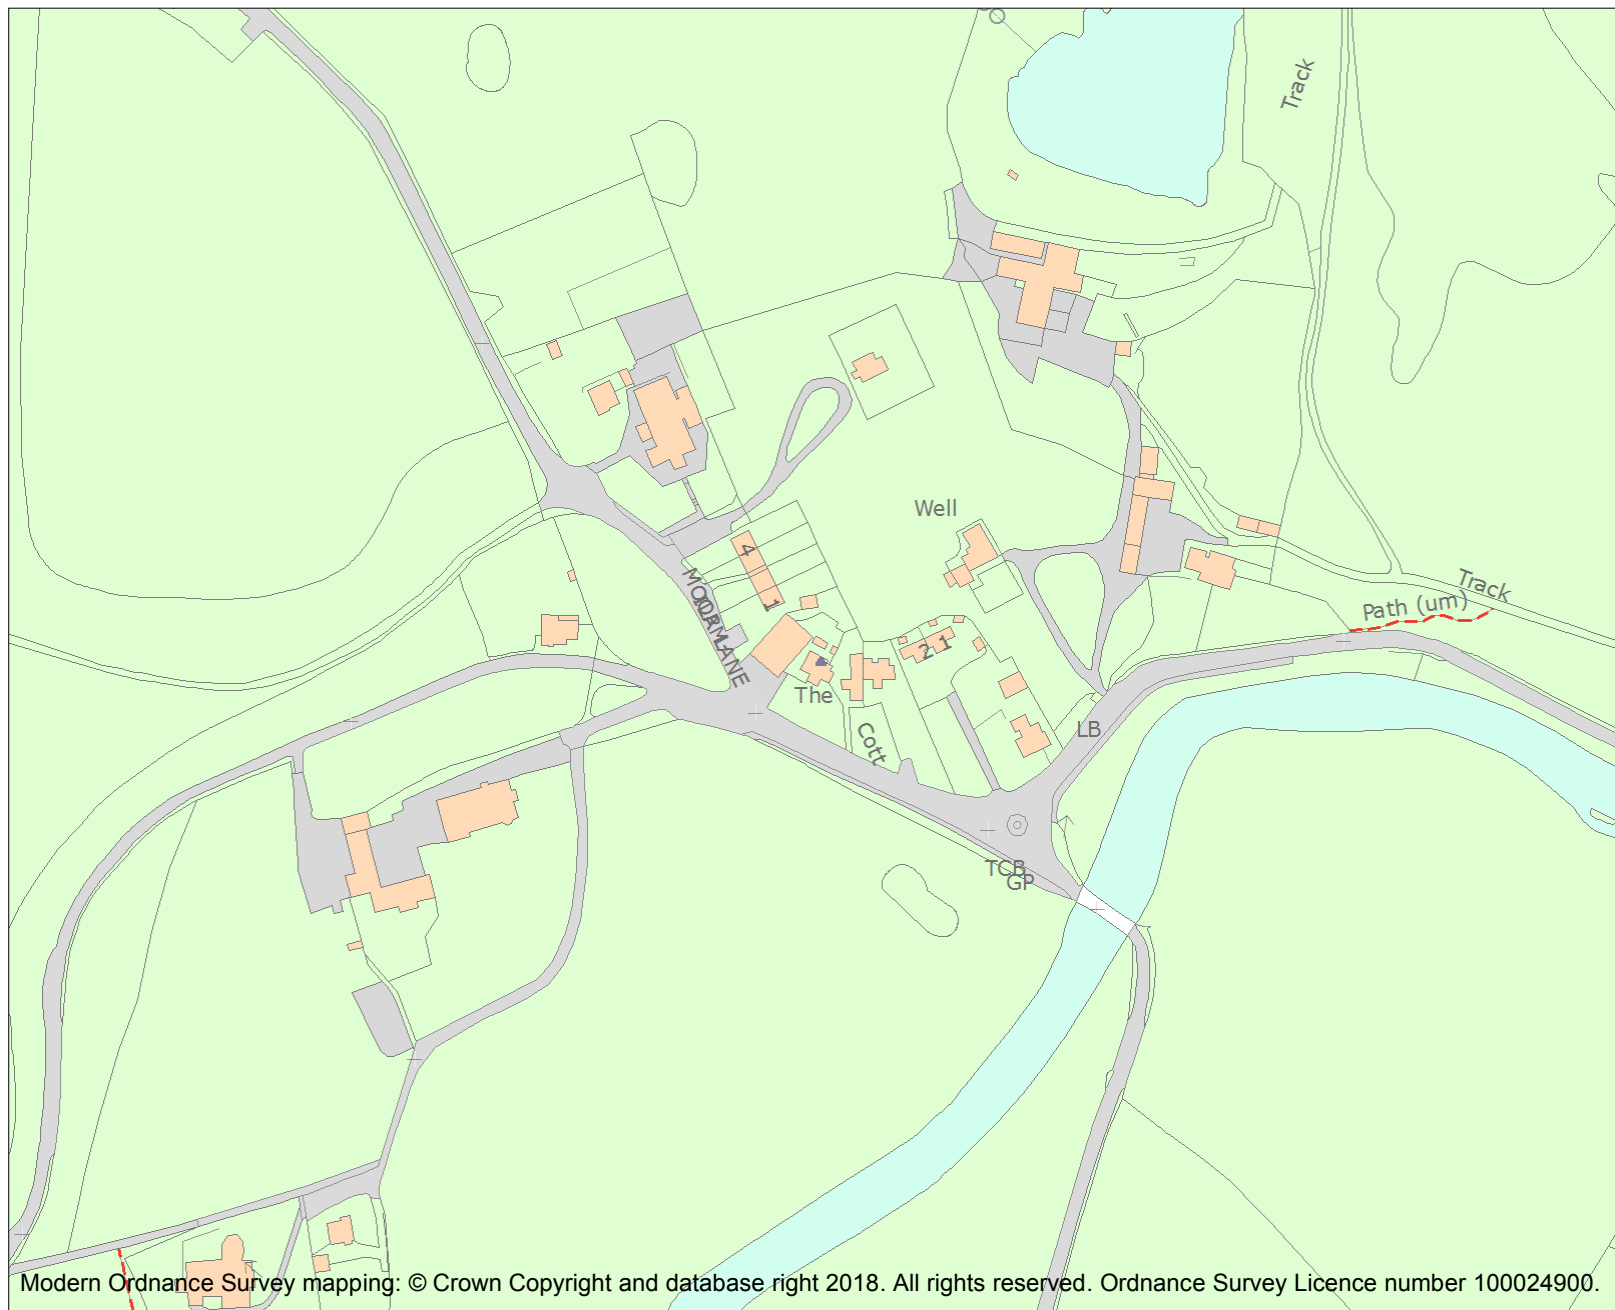 Track
Well
4
1
MOOR LANE
2 1
The
Cott
Track
Path (um)
LB
TCB
GP
Modern Ordnance Survey mapping: © Crown Copyright and database right 2018. All rights reserved. Ordnance Survey Licence number 100024900.